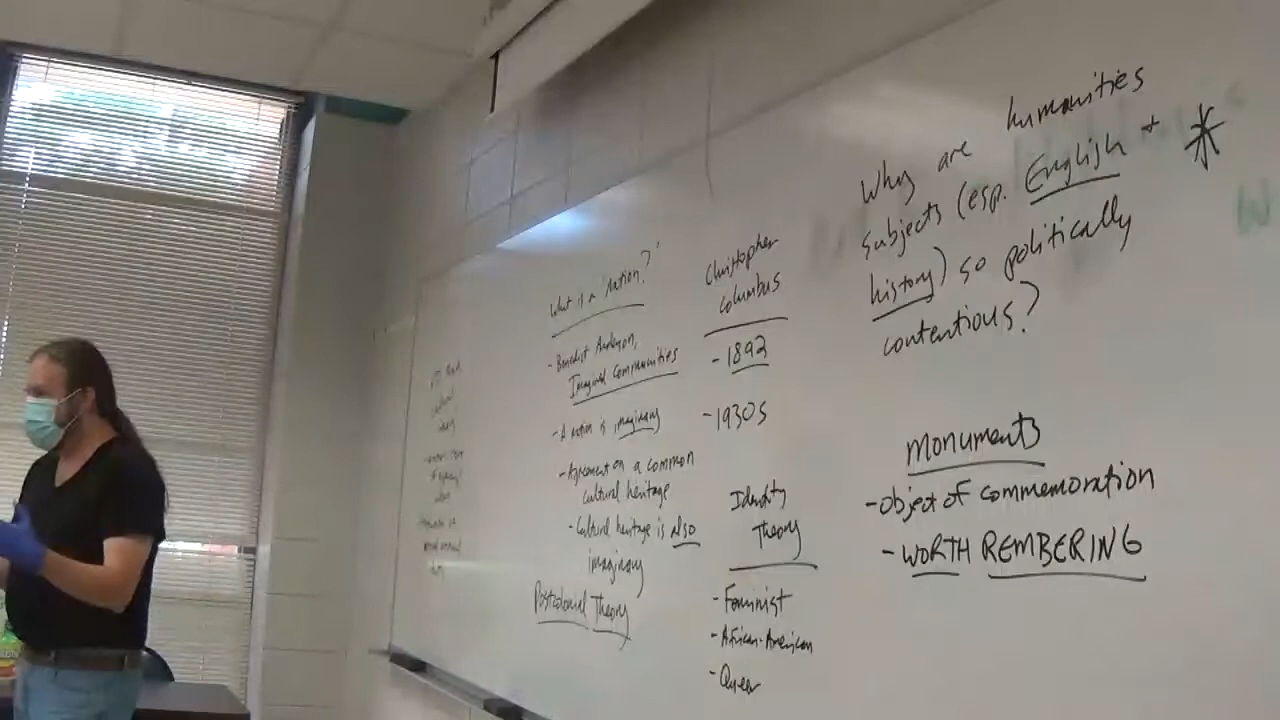 What is a 'Nation?'
- Benedict Anderson,
Imagined Communities
- A nation is imaginary
- Agreement on a common
cultural heritage
- Cultural heritage is also
imaginary
Postcolonial Theory
Christopher
Columbus
- 1892
- 1930s
Identity
Theory
- Feminist
- African-American
- Queer
Why are humanities
subjects (esp. English +
history) so politically
contentious?
*
Monuments
- Object of commemoration
- WORTH REMBERING